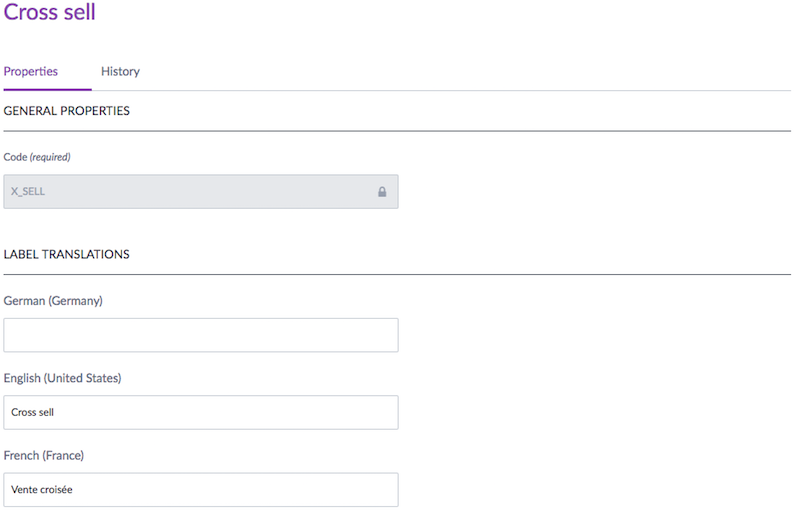 Cross sell
Properties History
GENERAL PROPERTIES
Code (required)
X_SELL
LABEL TRANSLATIONS
German (Germany)
English (United States)
Cross sell
French (France)
Vente croisée